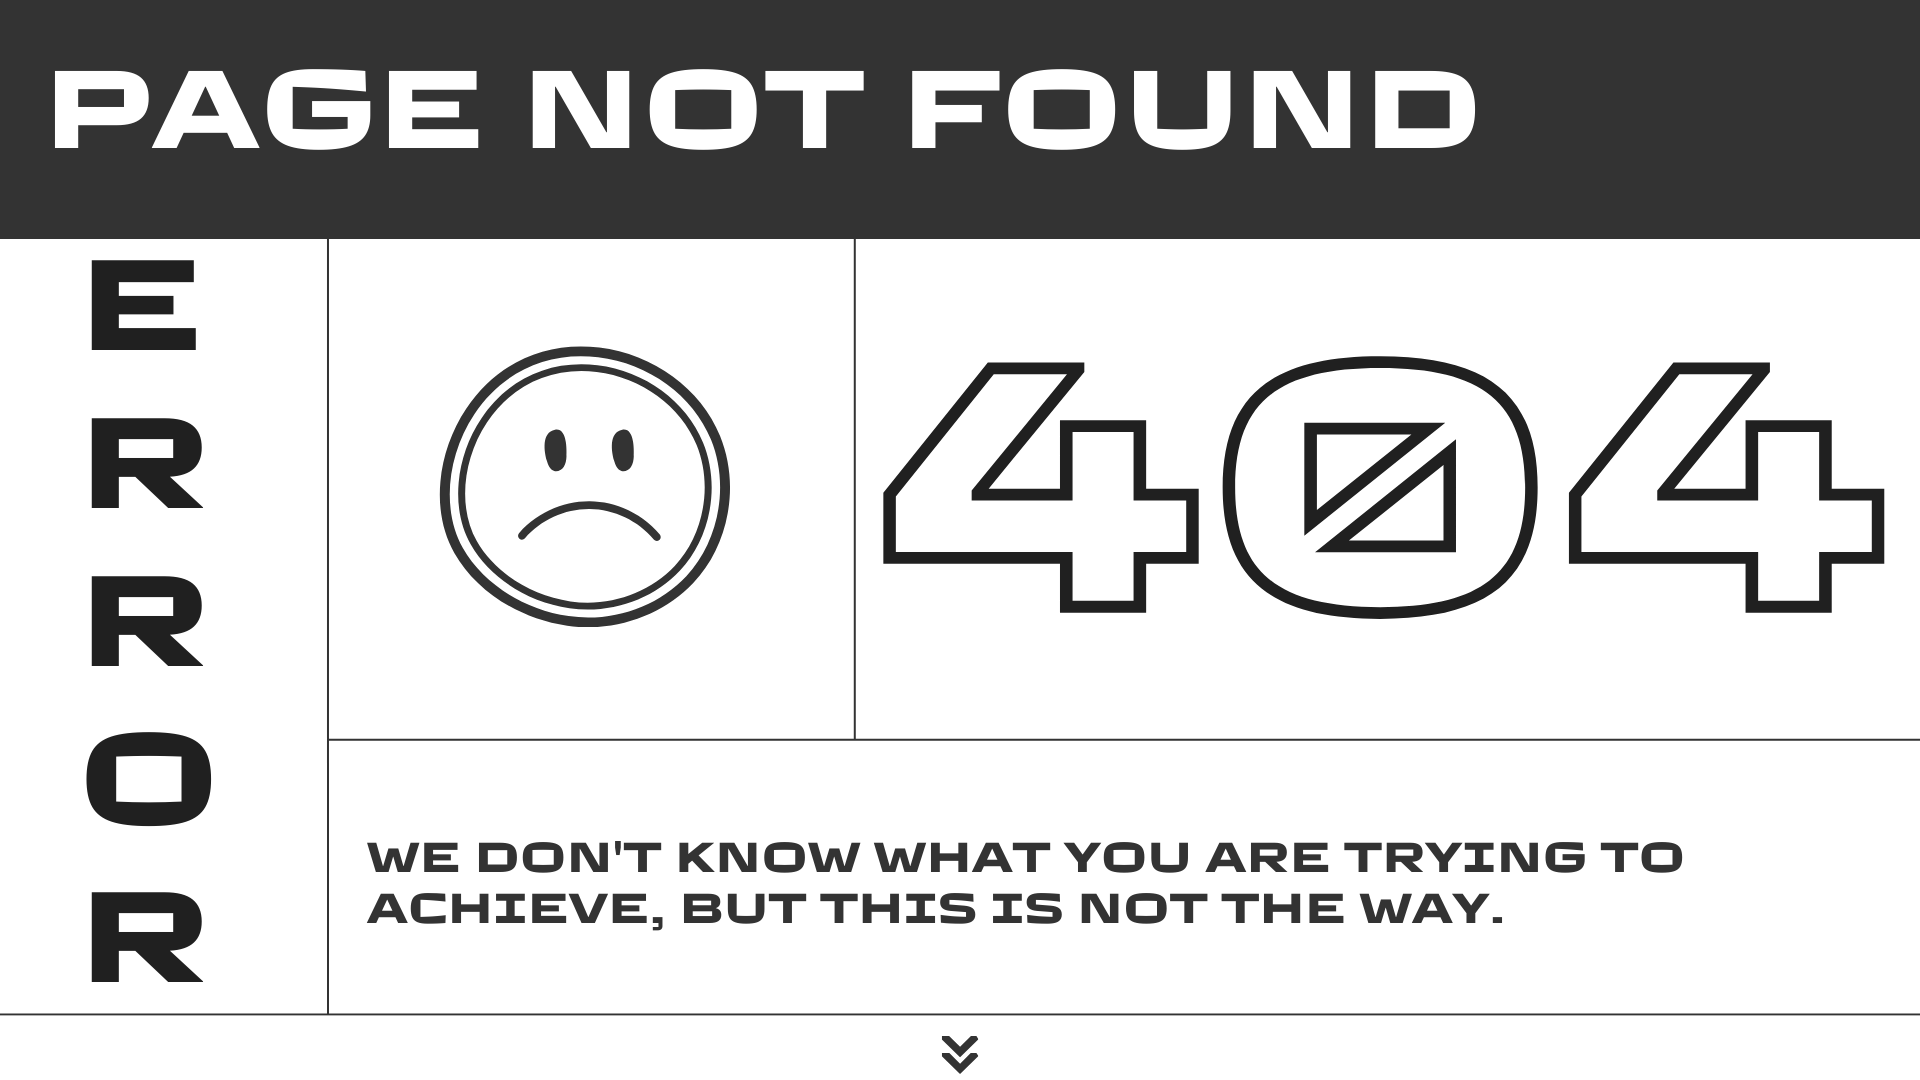 PAGE NOT FOUND
ERROR
404
WE DON'T KNOW WHAT YOU ARE TRYING TO
ACHIEVE, BUT THIS IS NOT THE WAY.